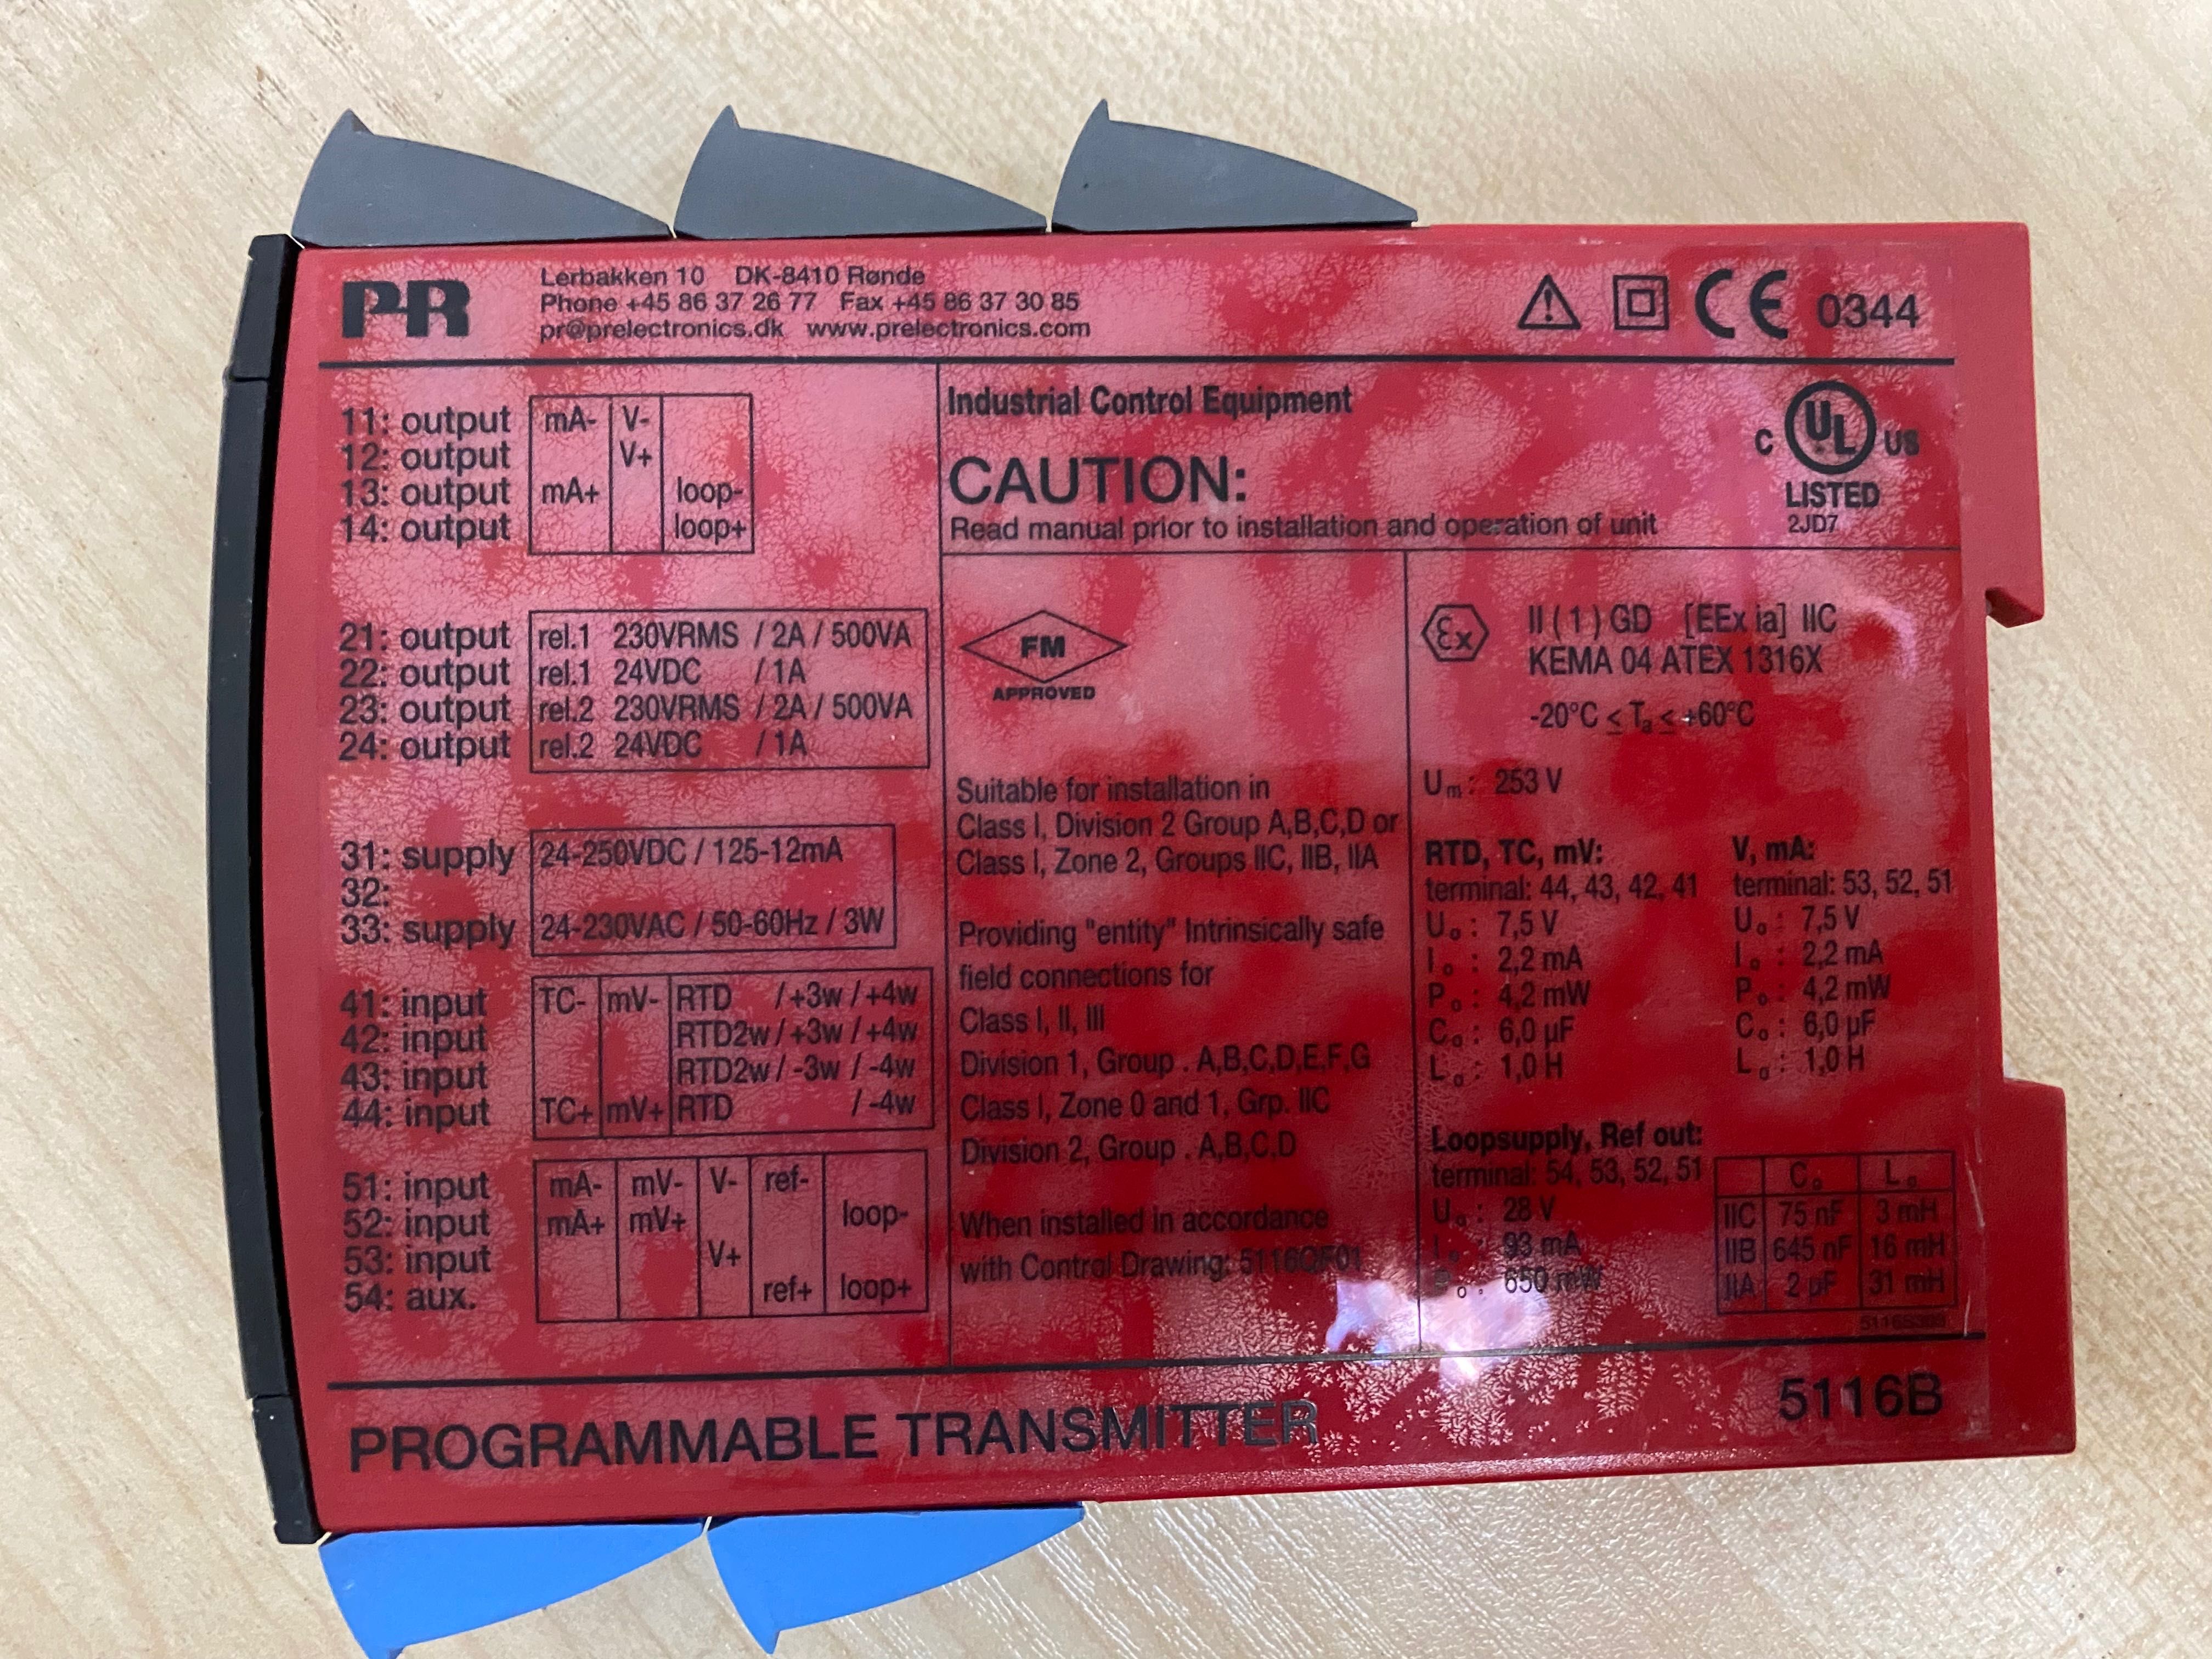 PR
Lerbakken 10 DK-8410 Rønde
Phone +45 86 37 26 77 Fax +45 86 37 30 85
pr@prelectronics.dk www.prelectronics.com
CE 0344
11: output mA- V-
12: output V+
13: output mA+ loop-
14: output loop+
21: output rel.1 230VRMS / 2A / 500VA
22: output rel.1 24VDC / 1A
23: output rel.2 230VRMS / 2A / 500VA
24: output rel.2 24VDC / 1A
31: supply 24-250VDC / 125-12mA
32:
33: supply 24-230VAC / 50-60Hz / 3W
41: input TC- mV- RTD /+3w / +4w
42: input RTD2w / +3w / +4w
43: input RTD2w / -3w / -4w
44: input TC+ mV+ RTD / -4w
51: input mA- mV- V- ref-
52: input mA+ mV+ loop-
53: input V+
54: aux. ref+ loop+
Industrial Control Equipment
CAUTION:
Read manual prior to installation and operation of unit
C UL US
LISTED
2JD7
FM
APPROVED
Suitable for installation in
Class I, Division 2 Group A,B,C,D or
Class I, Zone 2, Groups IIC, IIB, IIA
Providing "entity" Intrinsically safe
field connections for
Class I, II, III
Division 1, Group . A,B,C,D,E,F,G
Class I, Zone 0 and 1, Grp. IIC
Division 2, Group . A,B,C,D
When installed in accordance
with Control Drawing: 5116QF01
Ex II ( 1 ) GD [EEx ia] IIC
KEMA 04 ATEX 1316X
-20°C ≤ Ta ≤ +60°C
Um : 253 V
RTD, TC, mV:
terminal: 44, 43, 42, 41
Uo : 7,5 V
Io : 2,2 mA
Po : 4,2 mW
Co : 6,0 µF
Lo : 1,0 H
V, mA:
terminal: 53, 52, 51
Uo : 7,5 V
Io : 2,2 mA
Po : 4,2 mW
Co : 6,0 µF
Lo : 1,0 H
Loopsupply, Ref out:
terminal: 54, 53, 52, 51
Uo : 28 V
Io : 93 mA
Po : 650 mW
Co Lo
IIC 75 nF 3 mH
IIB 645 nF 16 mH
IIA 2 µF 31 mH
PROGRAMMABLE TRANSMITTER 5116B